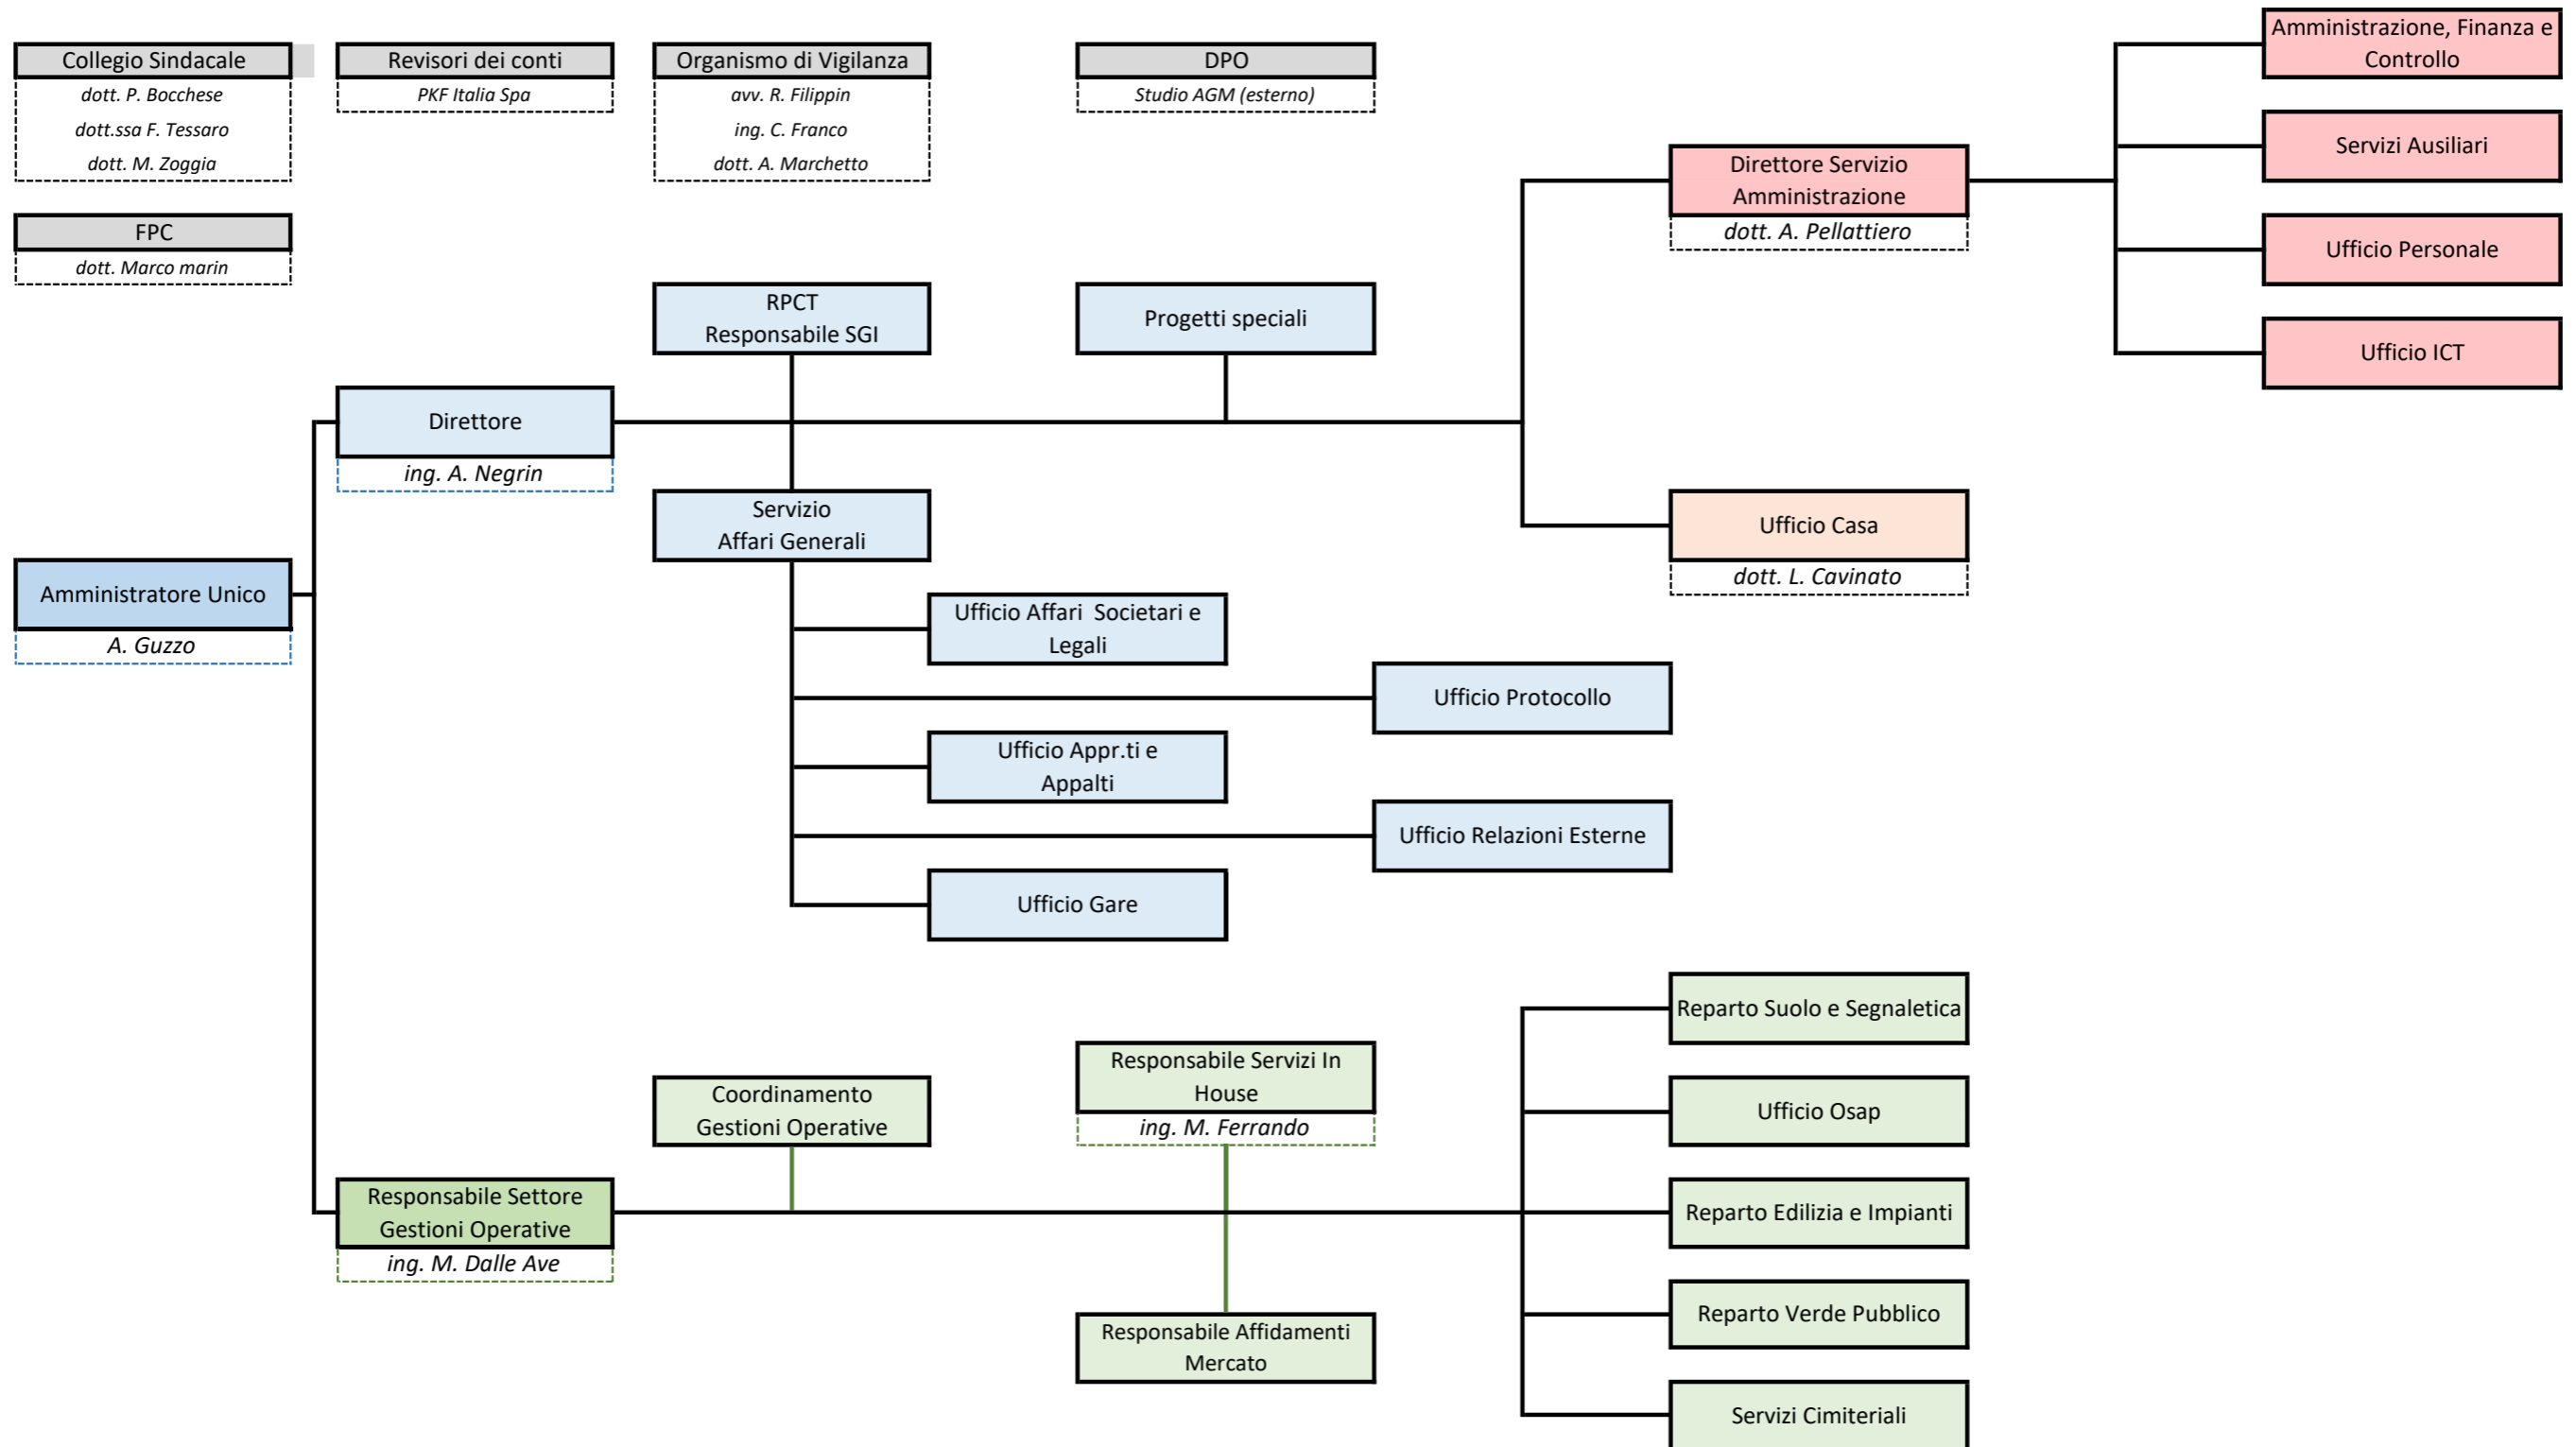 Collegio Sindacale
dott. P. Bocchese
dott.ssa F. Tessaro
dott. M. Zoggia
Revisori dei conti
PKF Italia Spa
Organismo di Vigilanza
avv. R. Filippin
ing. C. Franco
dott. A. Marchetto
DPO
Studio AGM (esterno)
FPC
dott. Marco marin
Amministrazione, Finanza e
Controllo
Servizi Ausiliari
Ufficio Personale
Ufficio ICT
Direttore Servizio
Amministrazione
dott. A. Pellattiero
RPCT
Responsabile SGI
Progetti speciali
Direttore
ing. A. Negrin
Servizio
Affari Generali
Ufficio Casa
dott. L. Cavinato
Amministratore Unico
A. Guzzo
Ufficio Affari  Societari e
Legali
Ufficio Protocollo
Ufficio Appr.ti e
Appalti
Ufficio Relazioni Esterne
Ufficio Gare
Reparto Suolo e Segnaletica
Responsabile Servizi In
House
ing. M. Ferrando
Coordinamento
Gestioni Operative
Ufficio Osap
Responsabile Settore
Gestioni Operative
ing. M. Dalle Ave
Reparto Edilizia e Impianti
Reparto Verde Pubblico
Responsabile Affidamenti
Mercato
Servizi Cimiteriali